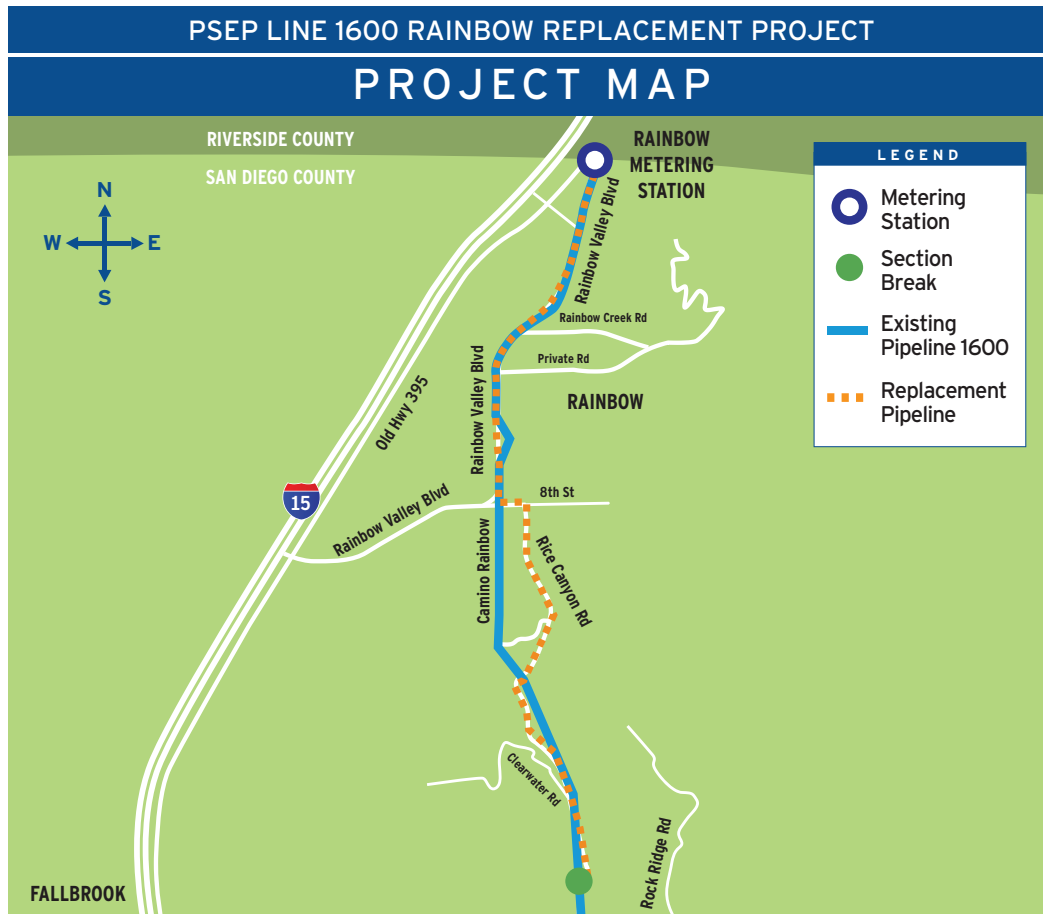 PSEP LINE 1600 RAINBOW REPLACEMENT PROJECT
PROJECT MAP
RIVERSIDE COUNTY
SAN DIEGO COUNTY
RAINBOW
METERING
STATION
LEGEND
Metering
Station
Section
Break
Existing
Pipeline 1600
Replacement
Pipeline
N
W
E
S
Rainbow Valley Blvd
Rainbow Creek Rd
Private Rd
RAINBOW
Rainbow Valley Blvd
Old Hwy 395
15
Rainbow Valley Blvd
8th St
Camino Rainbow
Rice Canyon Rd
Clearwater Rd
Rock Ridge Rd
FALLBROOK